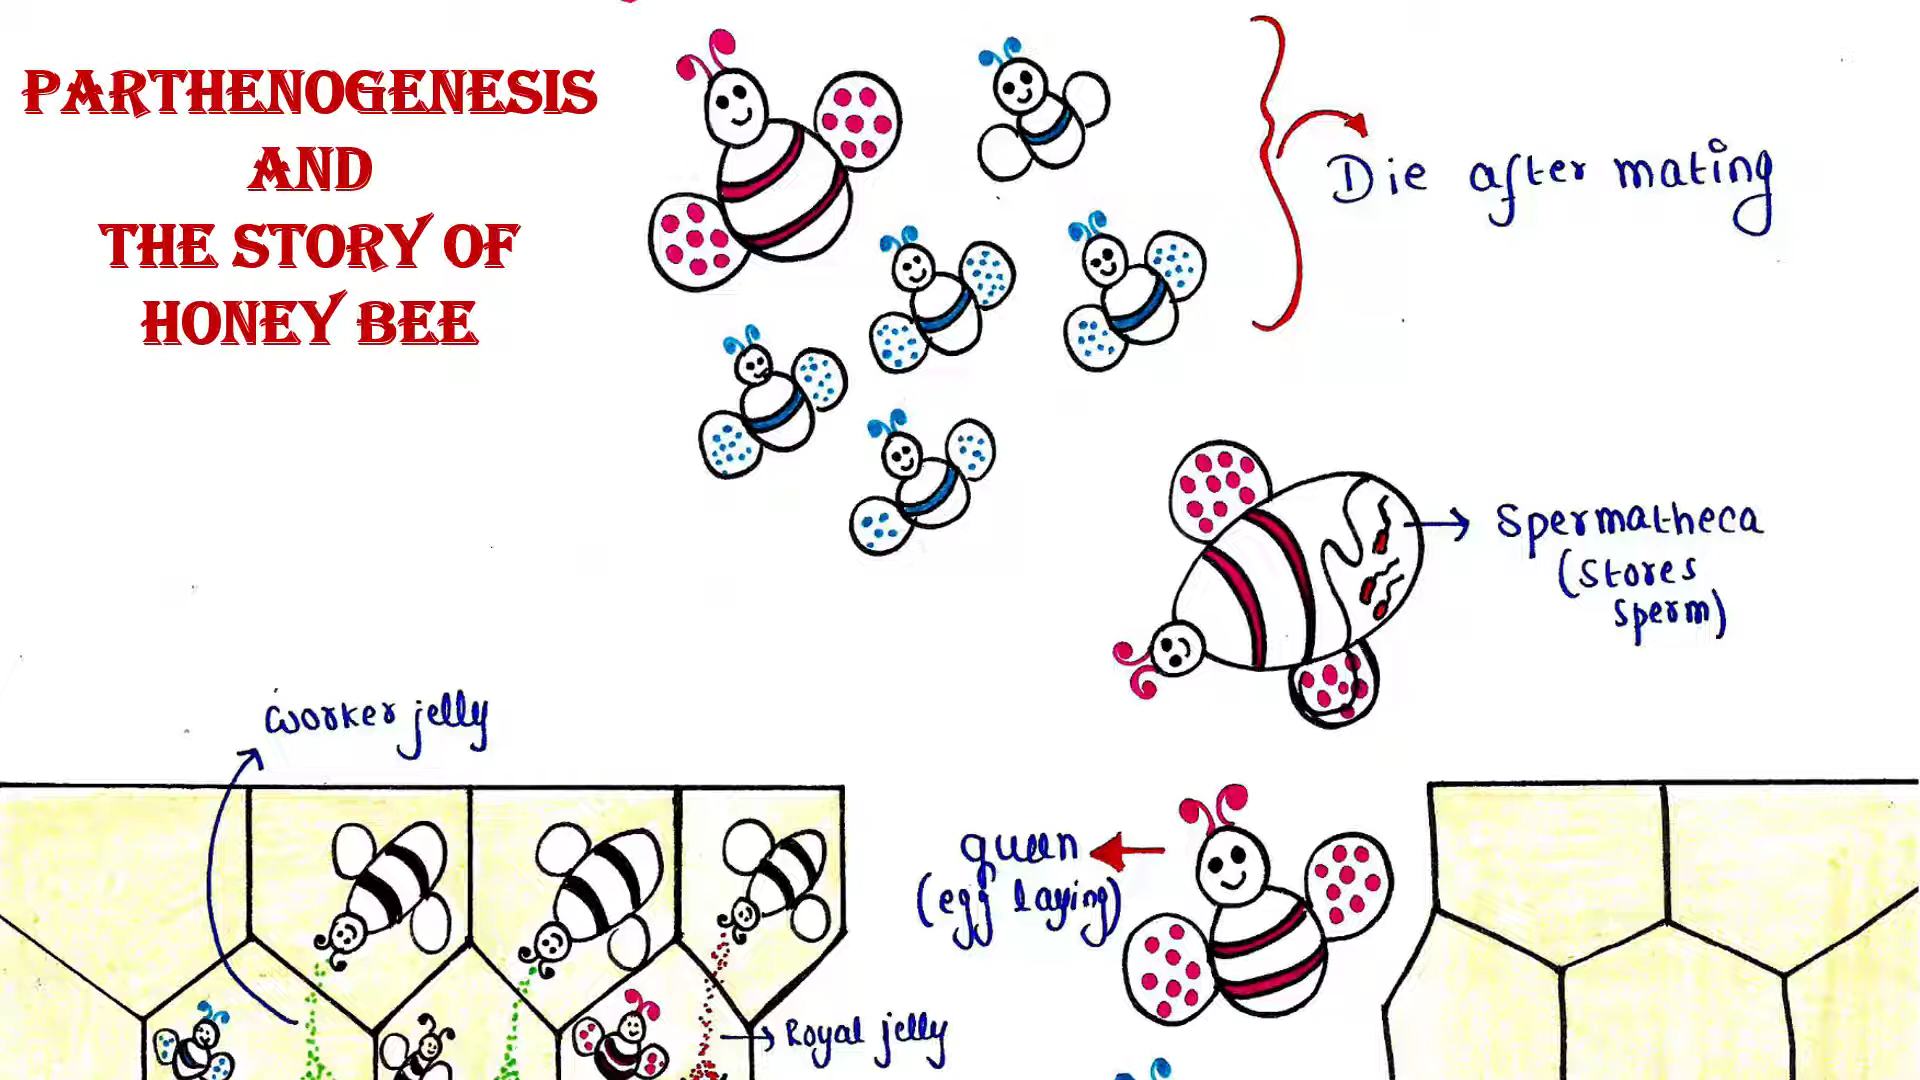 PARTHENOGENESIS
AND
THE STORY OF
HONEY BEE
Die after mating
Spermatheca
(stores
sperm)
worker jelly
queen
(egg laying)
Royal jelly